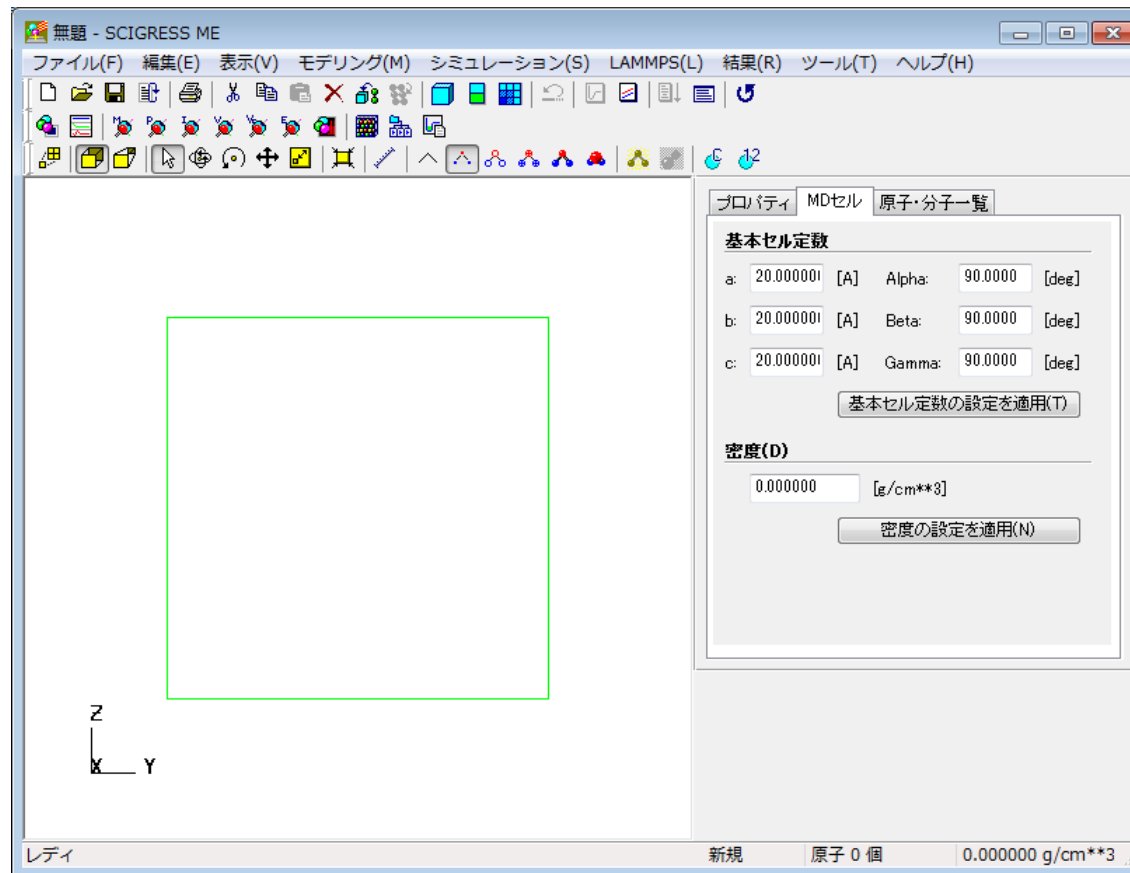 無題 - SCIGRESS ME
ファイル(F) 編集(E) 表示(V) モデリング(M) シミュレーション(S) LAMMPS(L) 結果(R) ツール(T) ヘルプ(H)
プロパティ MDセル 原子・分子一覧
基本セル定数
a: 20.000000 [A] Alpha: 90.0000 [deg]
b: 20.000000 [A] Beta: 90.0000 [deg]
c: 20.000000 [A] Gamma: 90.0000 [deg]
基本セル定数の設定を適用(T)
密度(D)
0.000000 [g/cm**3]
密度の設定を適用(N)
Z
X Y
レディ 新規 原子 0 個 0.000000 g/cm**3